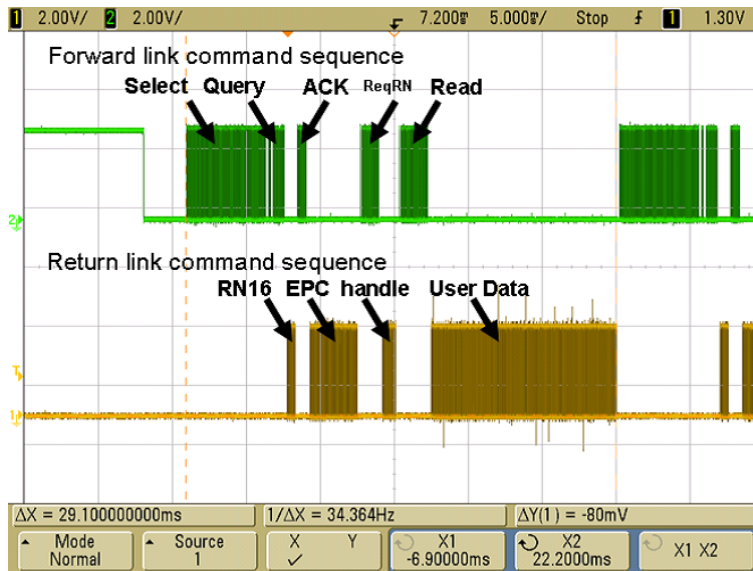 1 2.00V/ 2 2.00V/ 7.200ms 5.000ms/ Stop 1 1.30V
Forward link command sequence
Select Query ACK ReqRN Read
2
Return link command sequence
RN16 EPC handle User Data
T
1
ΔX = 29.100000000ms 1/ΔX = 34.364Hz ΔY(1) = -80mV
Mode Source X Y X1 X2 X1 X2
Normal 1 ✓ -6.90000ms 22.2000ms